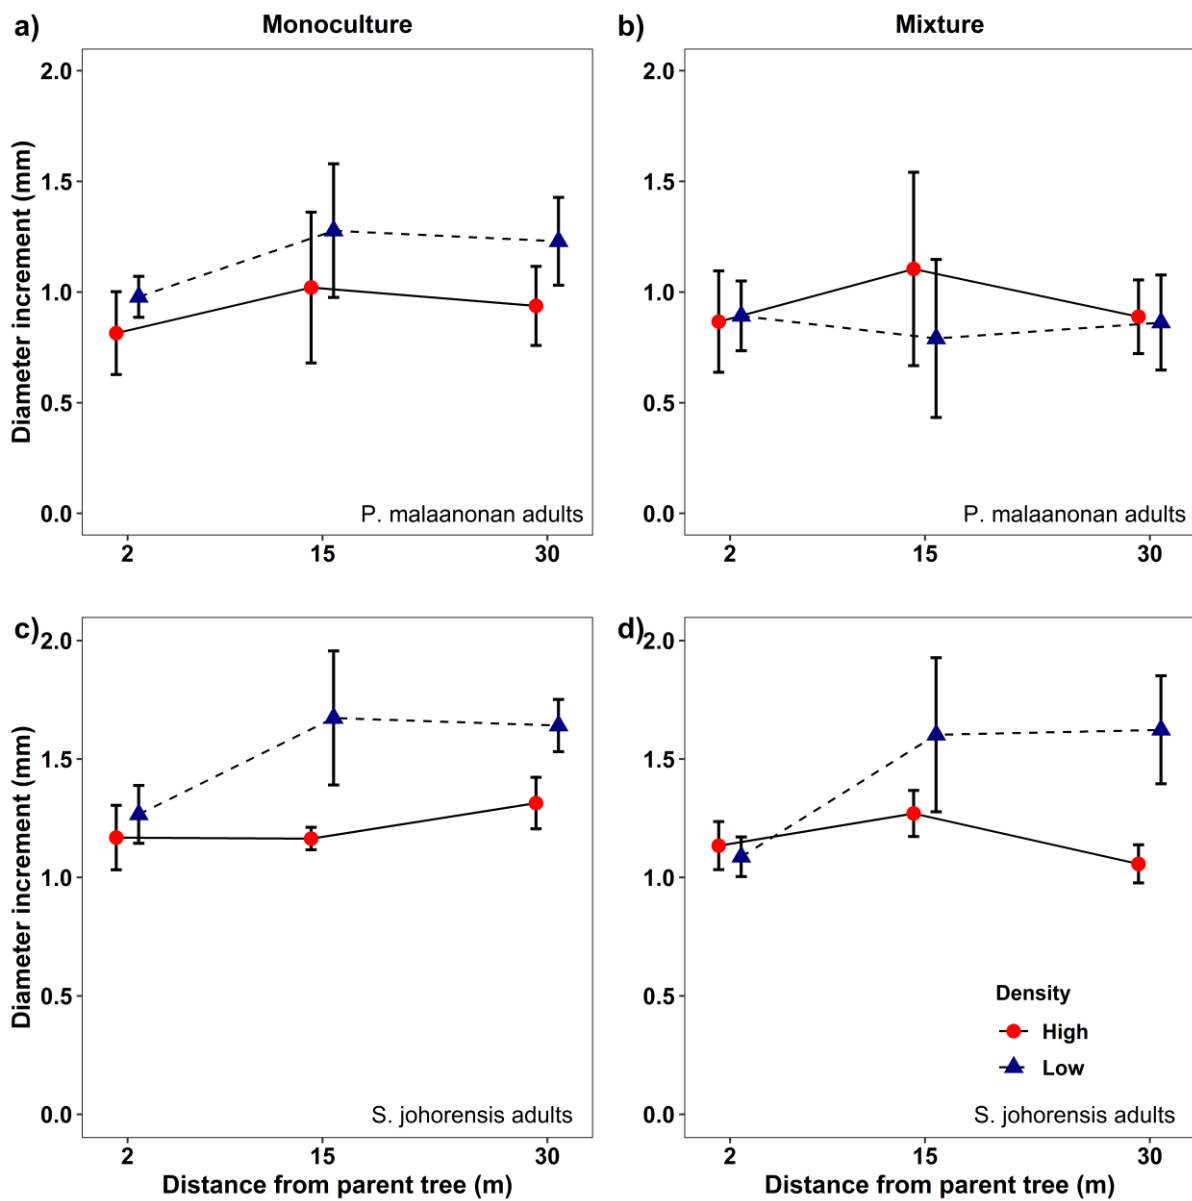 a) Monoculture
b) Mixture
Diameter increment (mm)
2.0
1.5
1.0
0.5
0.0
P. malaanonan adults
2 15 30
P. malaanonan adults
2.0
1.5
1.0
0.5
0.0
2 15 30
c)
Diameter increment (mm)
2.0
1.5
1.0
0.5
0.0
S. johorensis adults
2 15 30
Distance from parent tree (m)
d)
Diameter increment (mm)
2.0
1.5
1.0
0.5
0.0
Density
High
Low
S. johorensis adults
2 15 30
Distance from parent tree (m)